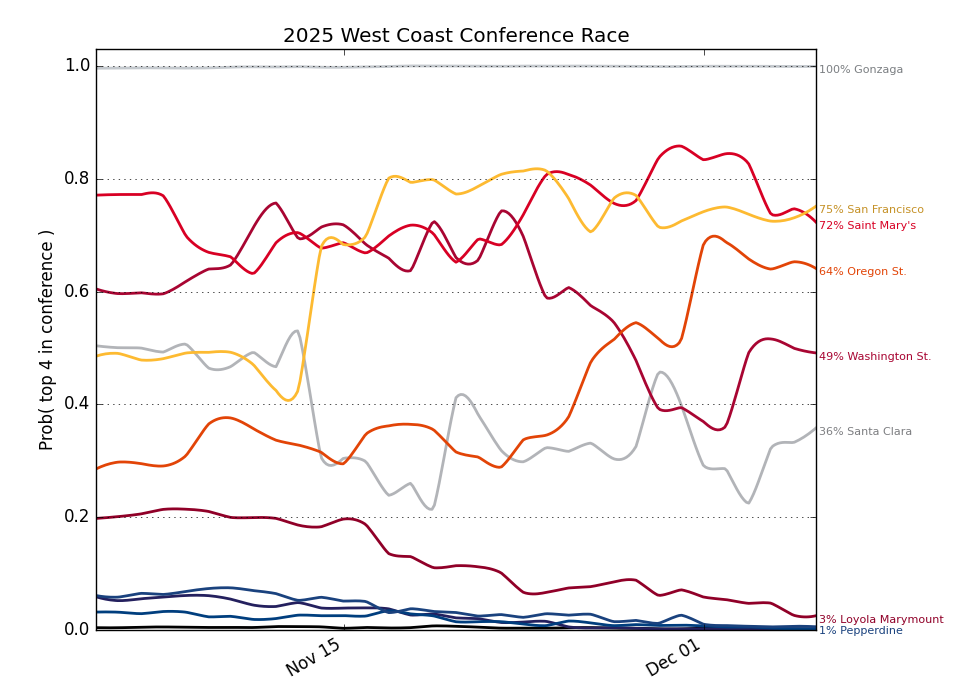 2025 West Coast Conference Race
Prob( top 4 in conference )
1.0
0.8
0.6
0.4
0.2
0.0
Nov 15
Dec 01
100% Gonzaga
75% San Francisco
72% Saint Mary's
64% Oregon St.
49% Washington St.
36% Santa Clara
3% Loyola Marymount
1% Pepperdine